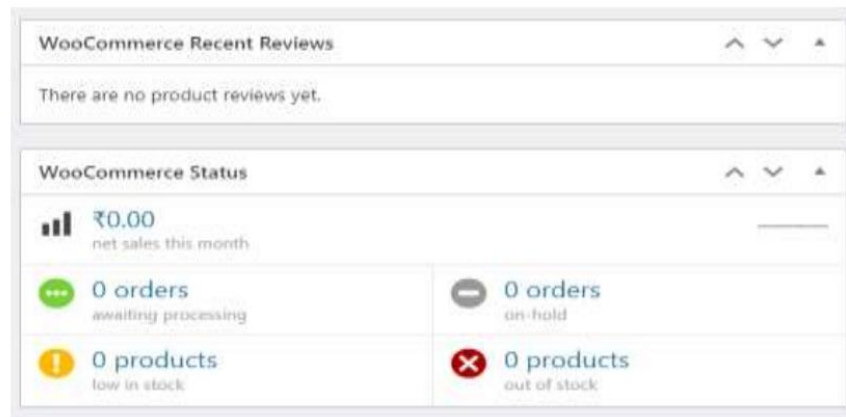 WooCommerce Recent Reviews
There are no product reviews yet.
WooCommerce Status
₹0.00
net sales this month
0 orders
awaiting processing
0 orders
on-hold
0 products
low in stock
0 products
out of stock